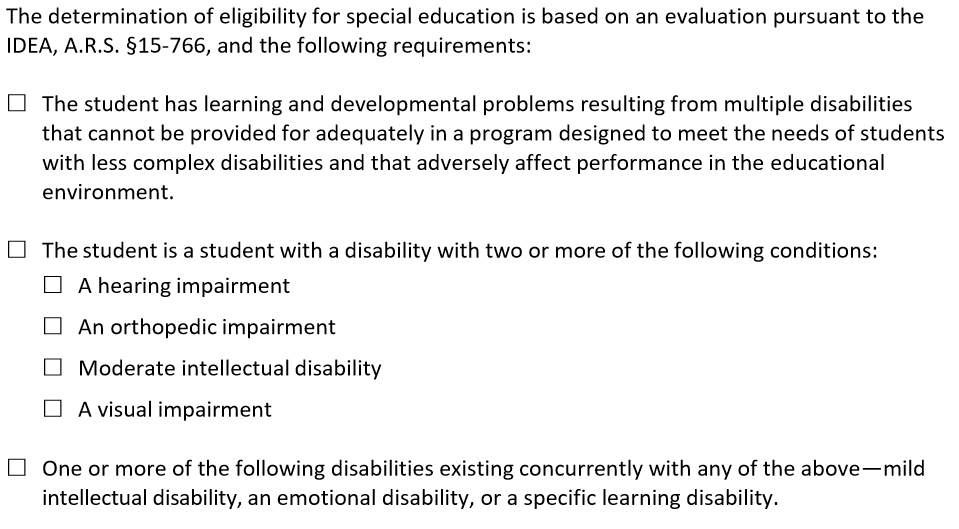 The determination of eligibility for special education is based on an evaluation pursuant to the
IDEA, A.R.S. §15-766, and the following requirements:
☐ The student has learning and developmental problems resulting from multiple disabilities
that cannot be provided for adequately in a program designed to meet the needs of students
with less complex disabilities and that adversely affect performance in the educational
environment.
☐ The student is a student with a disability with two or more of the following conditions:
☐ A hearing impairment
☐ An orthopedic impairment
☐ Moderate intellectual disability
☐ A visual impairment
☐ One or more of the following disabilities existing concurrently with any of the above—mild
intellectual disability, an emotional disability, or a specific learning disability.